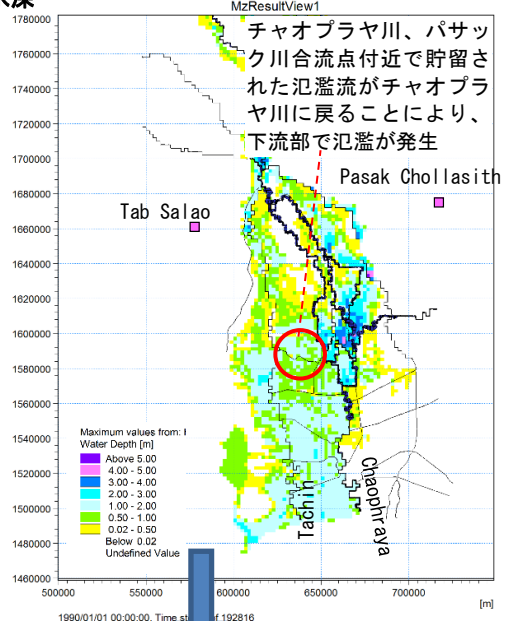 水深
MzResultView1
チャオプラヤ川、パサッ
ク川合流点付近で貯留さ
れた氾濫流がチャオプラ
ヤ川に戻ることにより、
下流部で氾濫が発生
Pasak Chollasith
Tab Salao
1780000
1760000
1740000
1720000
1700000
1680000
1660000
1640000
1620000
1600000
1580000
1560000
1540000
1520000
1500000
1480000
1460000
Maximum values from:
Water Depth [m]
Above 5.00
4.00 - 5.00
3.00 - 4.00
2.00 - 3.00
1.00 - 2.00
0.50 - 1.00
0.02 - 0.50
Below 0.02
Undefined Value
Tachin
Chaophraya
500000 550000 600000 650000 700000
[m]
1990/01/01 00:00:00, Time of 192816